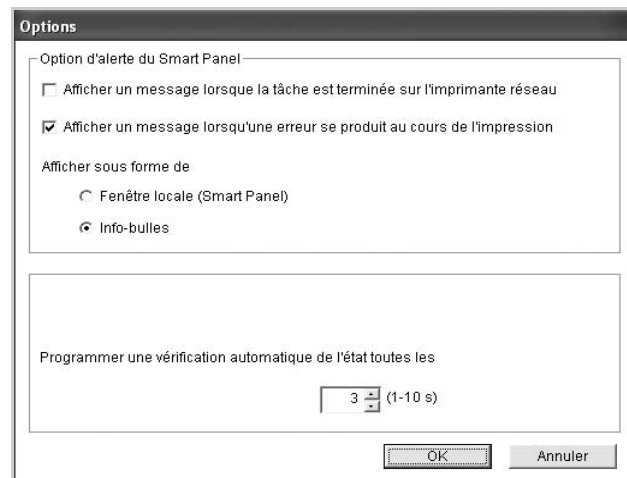 Options
Option d'alerte du Smart Panel
Afficher un message lorsque la tâche est terminée sur l'imprimante réseau
Afficher un message lorsqu'une erreur se produit au cours de l'impression
Afficher sous forme de
Fenêtre locale (Smart Panel)
Info-bulles
Programmer une vérification automatique de l'état toutes les
3 (1-10 s)
OK Annuler